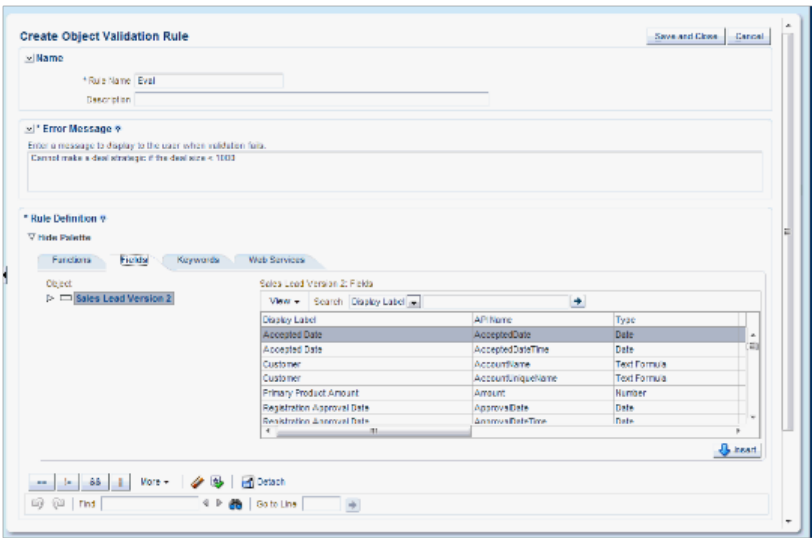 Create Object Validation Rule
Save and Close Cancel
Name
* Rule Name Eval
Description
* Error Message
Enter a message to display to the user when validation fails.
Cannot make a deal strategic if the deal size < 1000
* Rule Definition
Hide Palette
Functions Fields Keywords Web Services
Object
Sales Lead Version 2
Sales Lead Version 2: Fields
View Search Display Label
Display Label API Name Type
Accepted Date AcceptedDate Date
Accepted Date AcceptedDateTime Date
Customer AccountName Text Formula
Customer AccountUniqueName Text Formula
Primary Product Amount Amount Number
Registration Approval Date ApprovalDate Date
Registration Approval Date ApprovalDateTime Date
Insert
== != && || More Detach
Find Go to Line